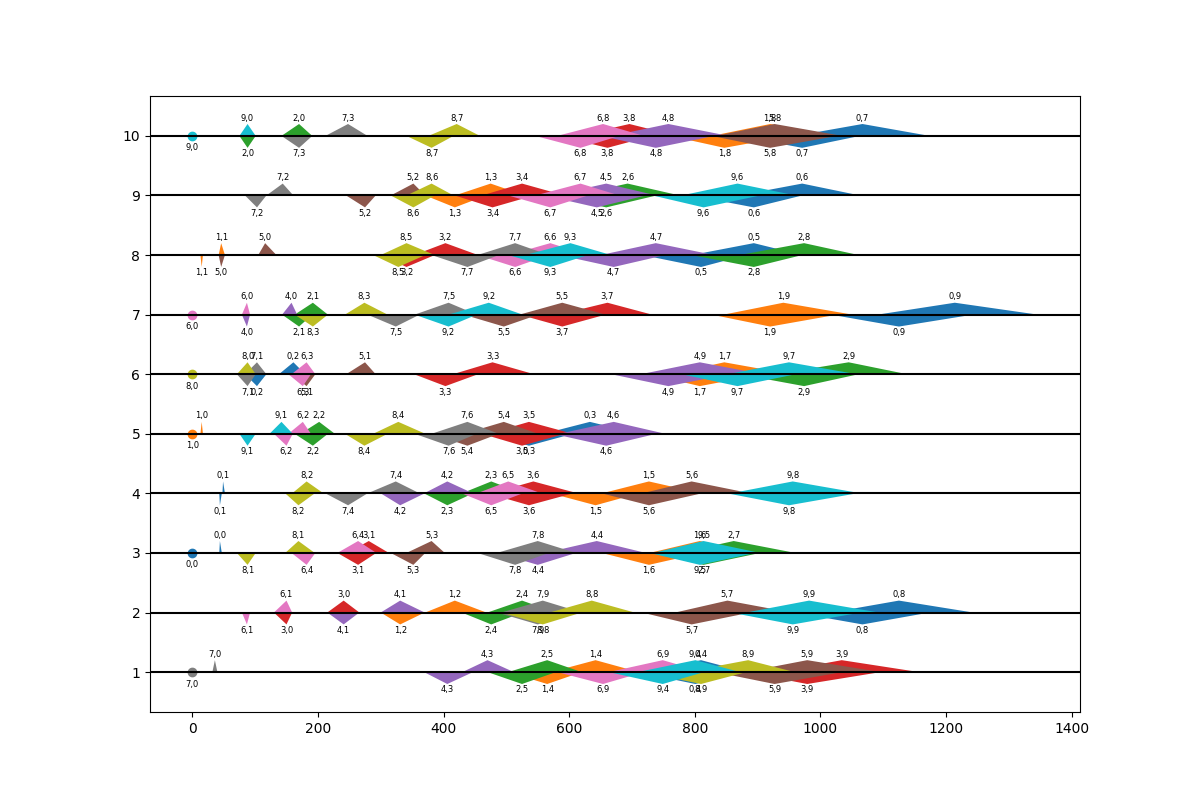 9,0 2,0 7,3 8,7 6,8 3,8 4,8 0,7
10
9,0 2,0 7,3 8,7 6,8 3,8 4,8 1,8 5,8 0,7
7,2 5,2 8,6 1,3 3,4 6,7 4,5 2,6 9,6 0,6
9
7,2 5,2 8,6 1,3 3,4 6,7 4,5 2,6 9,6 0,6
1,1 5,0 8,5 3,2 7,7 6,6 9,3 4,7 0,5 2,8
8
1,1 5,0 8,5 3,2 7,7 6,6 9,3 4,7 0,5 2,8
6,0 4,0 2,1 8,3 7,5 9,2 5,5 3,7 1,9 0,9
7
6,0 4,0 2,1 8,3 7,5 9,2 5,5 3,7 1,9 0,9
8,0 7,1 0,2 6,3 5,1 3,3 4,9 1,7 9,7 2,9
6
8,0 7,1 0,2 6,3 5,1 3,3 4,9 1,7 9,7 2,9
1,0 9,1 6,2 2,2 8,4 7,6 5,4 3,5 0,3 4,6
5
1,0 9,1 6,2 2,2 8,4 7,6 5,4 3,5 0,3 4,6
0,1 8,2 7,4 4,2 2,3 6,5 3,6 1,5 5,6 9,8
4
0,1 8,2 7,4 4,2 2,3 6,5 3,6 1,5 5,6 9,8
0,0 8,1 6,4 3,1 5,3 7,8 4,4 1,6 9,5 2,7
3
0,0 8,1 6,4 3,1 5,3 7,8 4,4 1,6 9,5 2,7
6,1 3,0 4,1 1,2 2,4 7,9 8,8 5,7 9,9 0,8
2
6,1 3,0 4,1 1,2 2,4 7,9 8,8 5,7 9,9 0,8
7,0 4,3 2,5 1,4 6,9 9,4 0,4 8,9 5,9 3,9
1
7,0 4,3 2,5 1,4 6,9 9,4 0,4 8,9 5,9 3,9
0 200 400 600 800 1000 1200 1400